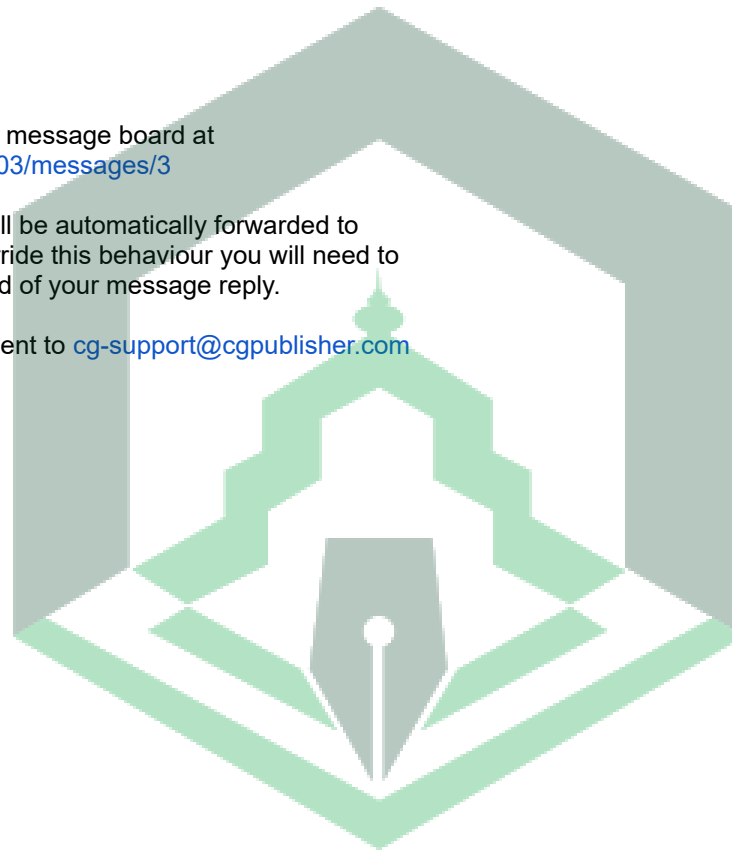 message board at
03/messages/3
ll be automatically forwarded to
rride this behaviour you will need to
d of your message reply.
ent to cg-support@cgpublisher.com